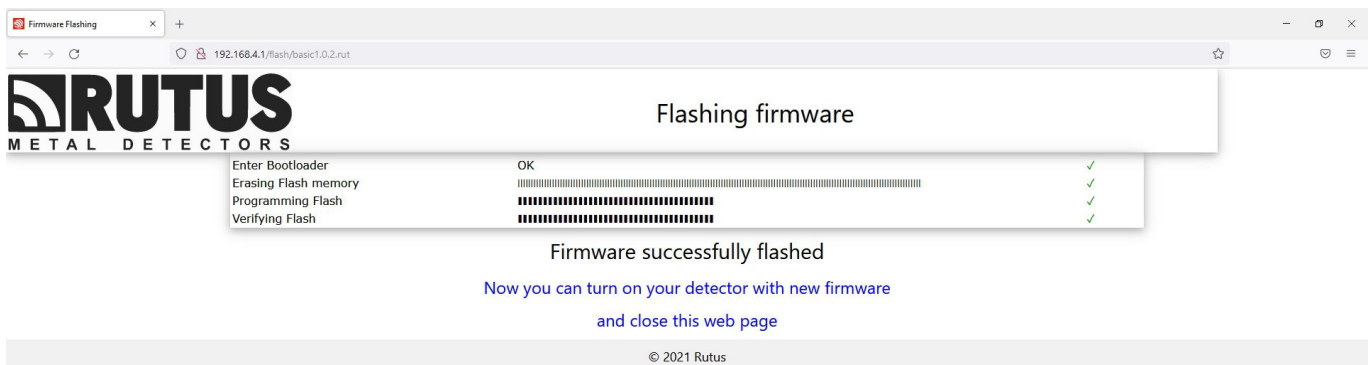 Firmware Flashing
192.168.4.1/flash/basic1.0.2.rut
RUTUS
METAL DETECTORS
Flashing firmware
Enter Bootloader OK ✓
Erasing Flash memory ✓
Programming Flash ✓
Verifying Flash ✓
Firmware successfully flashed
Now you can turn on your detector with new firmware
and close this web page
© 2021 Rutus